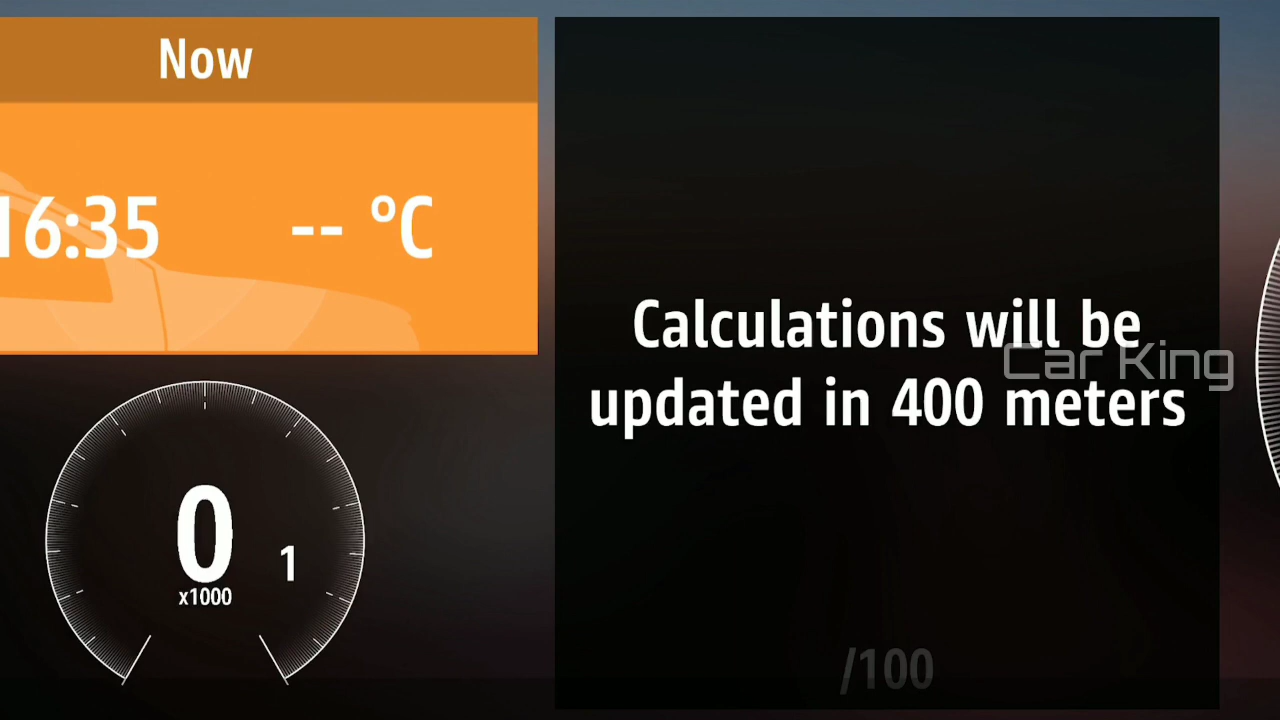 Now
16:35 -- °C
Calculations will be
updated in 400 meters
Car King
0
1
x1000
/100